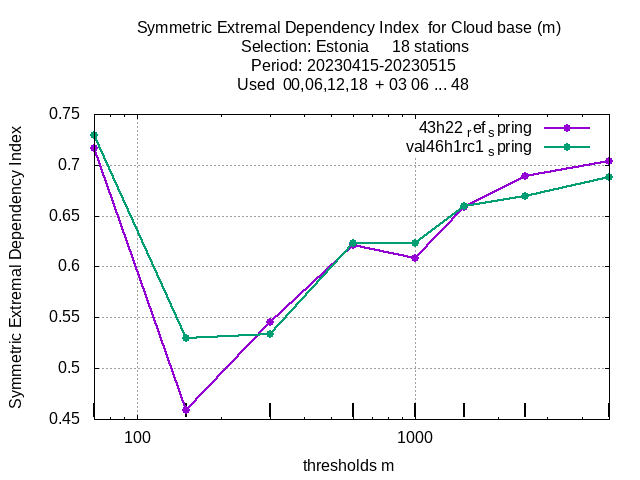 Symmetric Extremal Dependency Index  for Cloud base (m)
Selection: Estonia     18 stations
Period: 20230415-20230515
Used  00,06,12,18  + 03 06 ... 48
43h22 ref spring
val46h1rc1 spring
0.75
0.7
0.65
0.6
0.55
0.5
0.45
Symmetric Extremal Dependency Index
100 1000
thresholds m